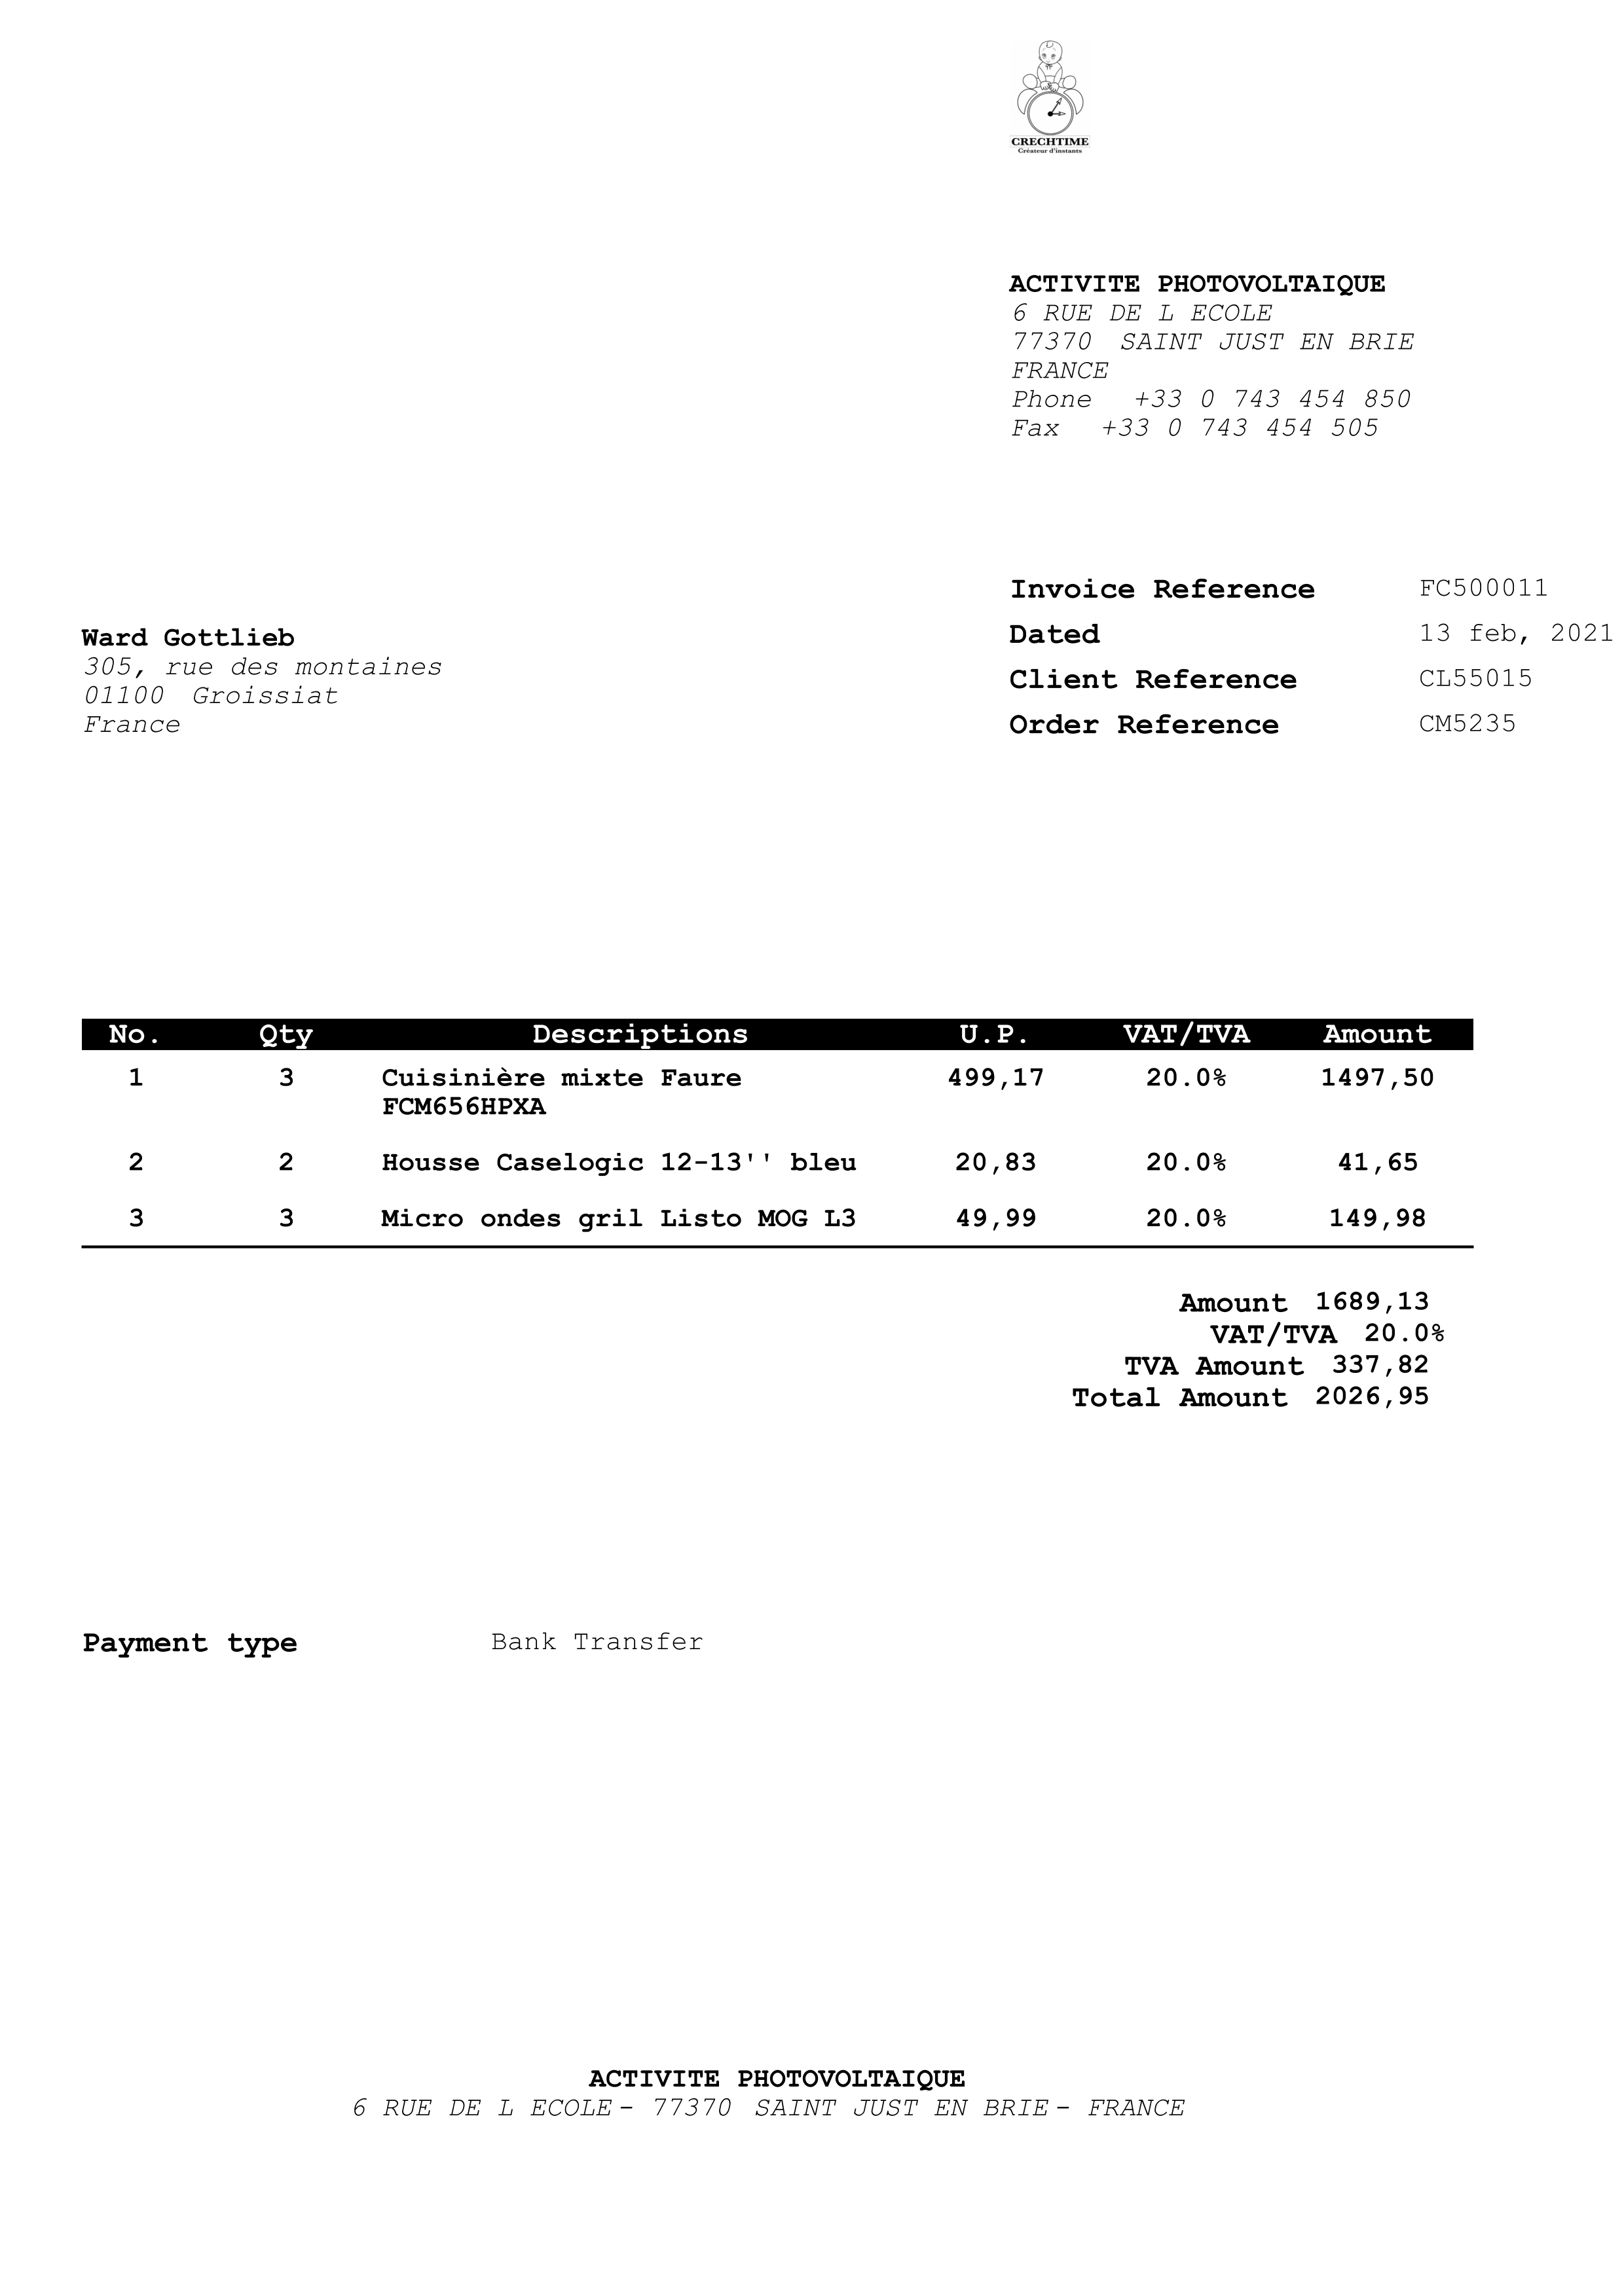 CRECHTIME
Créateur d'instants
ACTIVITE PHOTOVOLTAIQUE
6 RUE DE L ECOLE
77370 SAINT JUST EN BRIE
FRANCE
Phone +33 0 743 454 850
Fax +33 0 743 454 505
Invoice Reference FC500011
Dated 13 feb, 2021
Client Reference CL55015
Order Reference CM5235
Ward Gottlieb
305, rue des montaines
01100 Groissiat
France
No. Qty Descriptions U.P. VAT/TVA Amount
1 3 Cuisinière mixte Faure 499,17 20.0% 1497,50
FCM656HPXA
2 2 Housse Caselogic 12-13'' bleu 20,83 20.0% 41,65
3 3 Micro ondes gril Listo MOG L3 49,99 20.0% 149,98
Amount 1689,13
VAT/TVA 20.0%
TVA Amount 337,82
Total Amount 2026,95
Payment type Bank Transfer
ACTIVITE PHOTOVOLTAIQUE
6 RUE DE L ECOLE - 77370 SAINT JUST EN BRIE - FRANCE